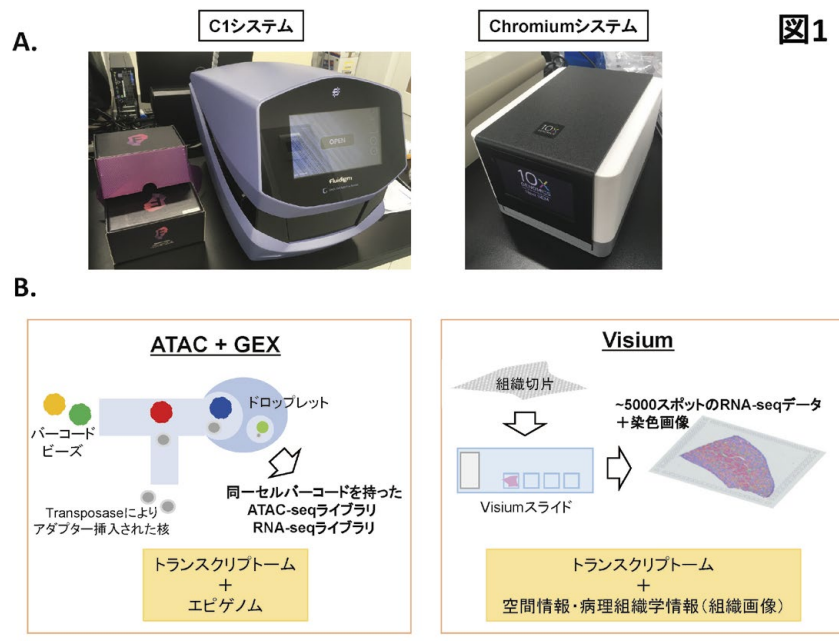 図1
A.
C1システム
Chromiumシステム
OPEN
fluidigm
10X
10X
GENOMICS
B.
ATAC + GEX
バーコード
ビーズ
ドロップレット
Transposaseにより
アダプター挿入された核
同一セルバーコードを持った
ATAC-seqライブラリ
RNA-seqライブラリ
トランスクリプトーム
+
エピゲノム
Visium
組織切片
~5000スポットのRNA-seqデータ
＋染色画像
Visiumスライド
トランスクリプトーム
+
空間情報・病理組織学情報（組織画像）